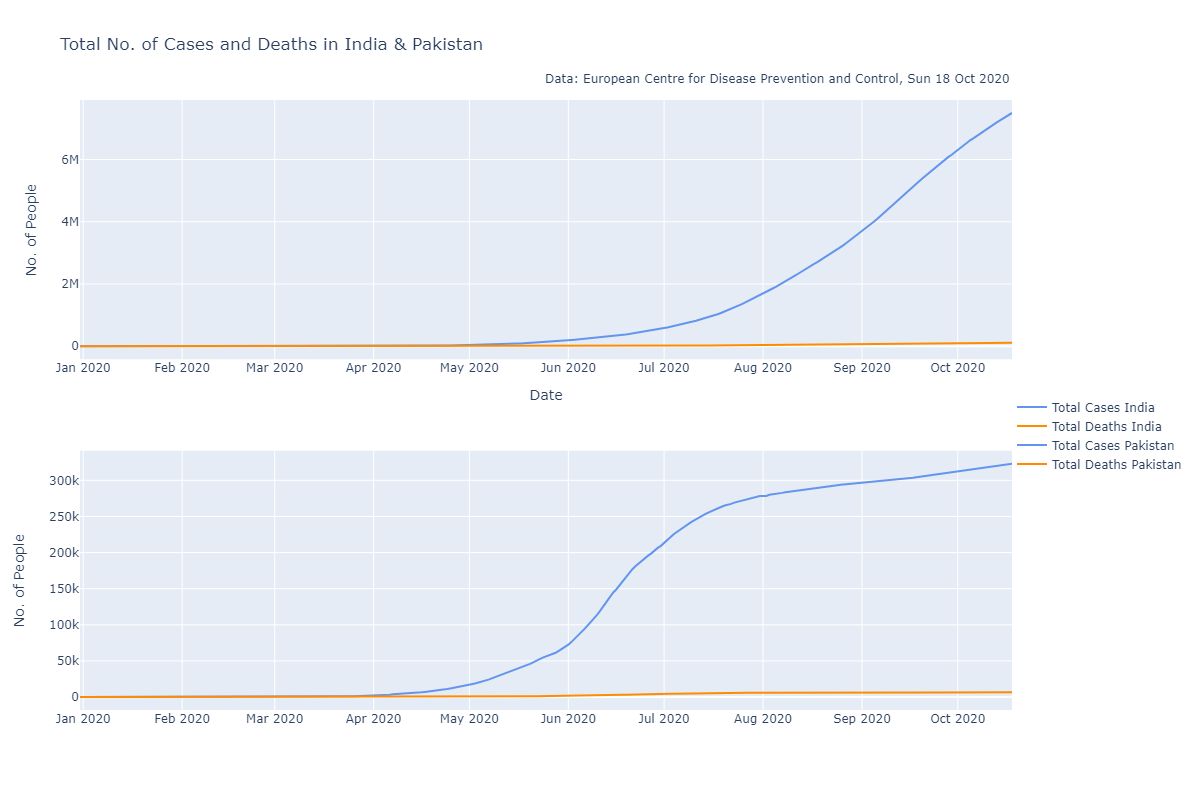 Total No. of Cases and Deaths in India & Pakistan
Data: European Centre for Disease Prevention and Control, Sun 18 Oct 2020
No. of People
6M
4M
2M
0
Jan 2020 Feb 2020 Mar 2020 Apr 2020 May 2020 Jun 2020 Jul 2020 Aug 2020 Sep 2020 Oct 2020
Date
Total Cases India
Total Deaths India
Total Cases Pakistan
Total Deaths Pakistan
No. of People
300k
250k
200k
150k
100k
50k
0
Jan 2020 Feb 2020 Mar 2020 Apr 2020 May 2020 Jun 2020 Jul 2020 Aug 2020 Sep 2020 Oct 2020